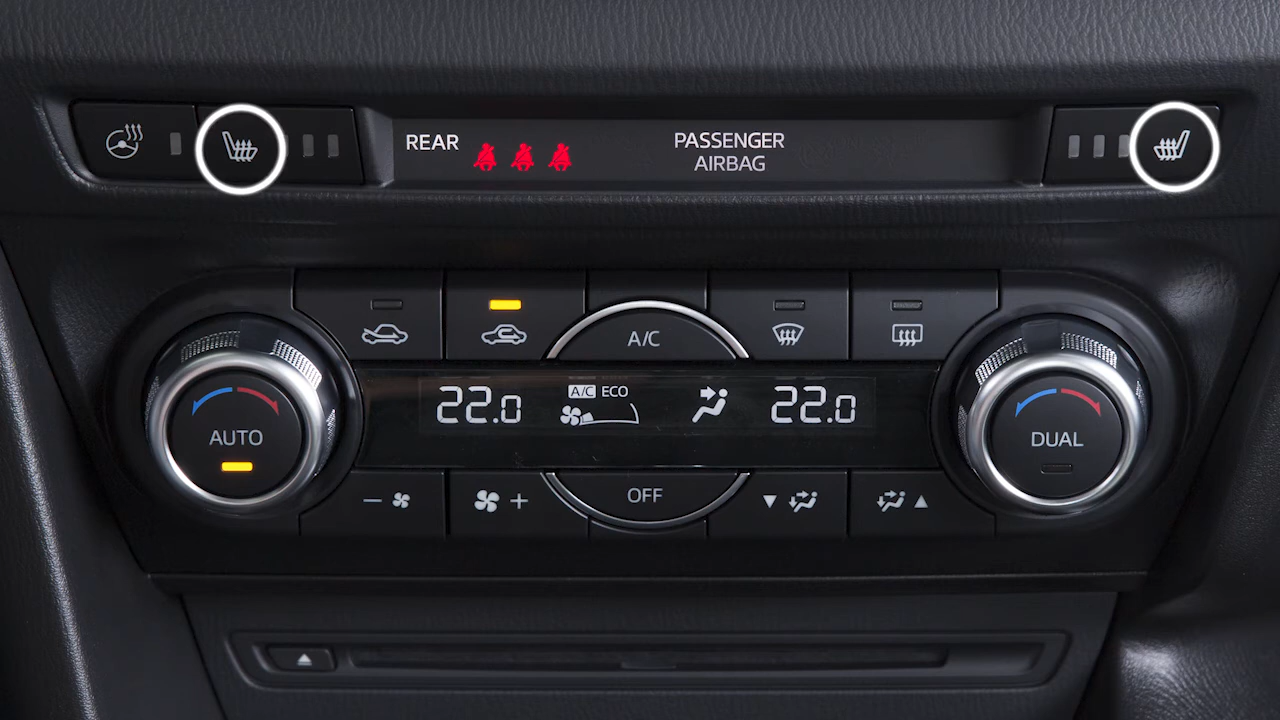 REAR
PASSENGER
AIRBAG
A/C
22.0
A/C ECO
22.0
AUTO
DUAL
OFF